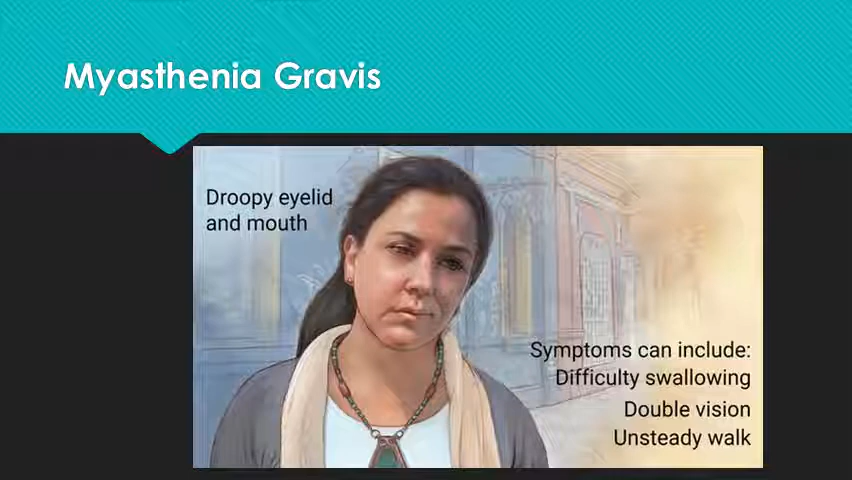 Myasthenia Gravis
Droopy eyelid
and mouth
Symptoms can include:
Difficulty swallowing
Double vision
Unsteady walk